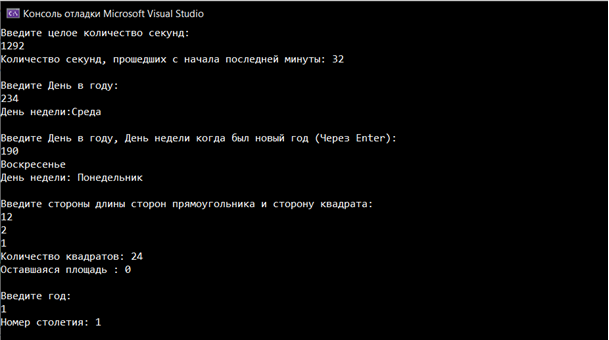 Консоль отладки Microsoft Visual Studio
Введите целое количество секунд:
1292
Количество секунд, прошедших с начала последней минуты: 32
Введите День в году:
234
День недели:Среда
Введите День в году, День недели когда был новый год (Через Enter):
190
Воскресенье
День недели: Понедельник
Введите стороны длины сторон прямоугольника и сторону квадрата:
12
2
1
Количество квадратов: 24
Оставшаяся площадь : 0
Введите год:
1
Номер столетия: 1